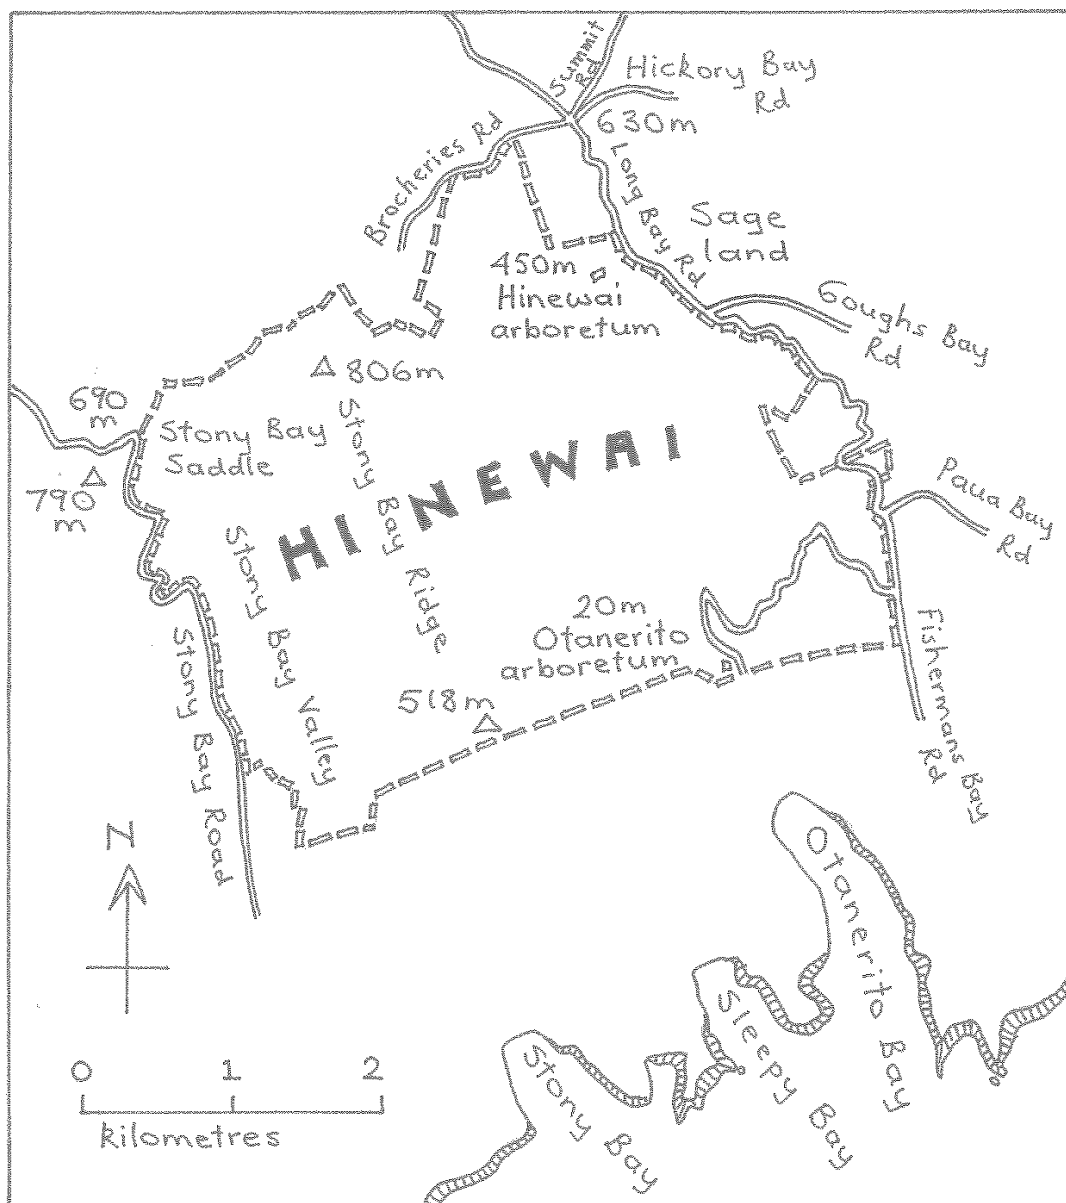 Summit
Rd
Hickory Bay
Rd
630m
Brocheries Rd
Long Bay Rd
Sage
land
450m
Hinewai
arboretum
Goughs Bay
Rd
806m
690
m
Stony Bay
Saddle
790
m
HINEWAI
Stony Bay Ridge
Stony Bay Valley
Paua Bay
Rd
20m
Otanerito
arboretum
518m
Fishermans Bay
Rd
Stony Bay Road
N
Otanerito Bay
Sleepy Bay
Stony Bay
0 1 2
kilometres